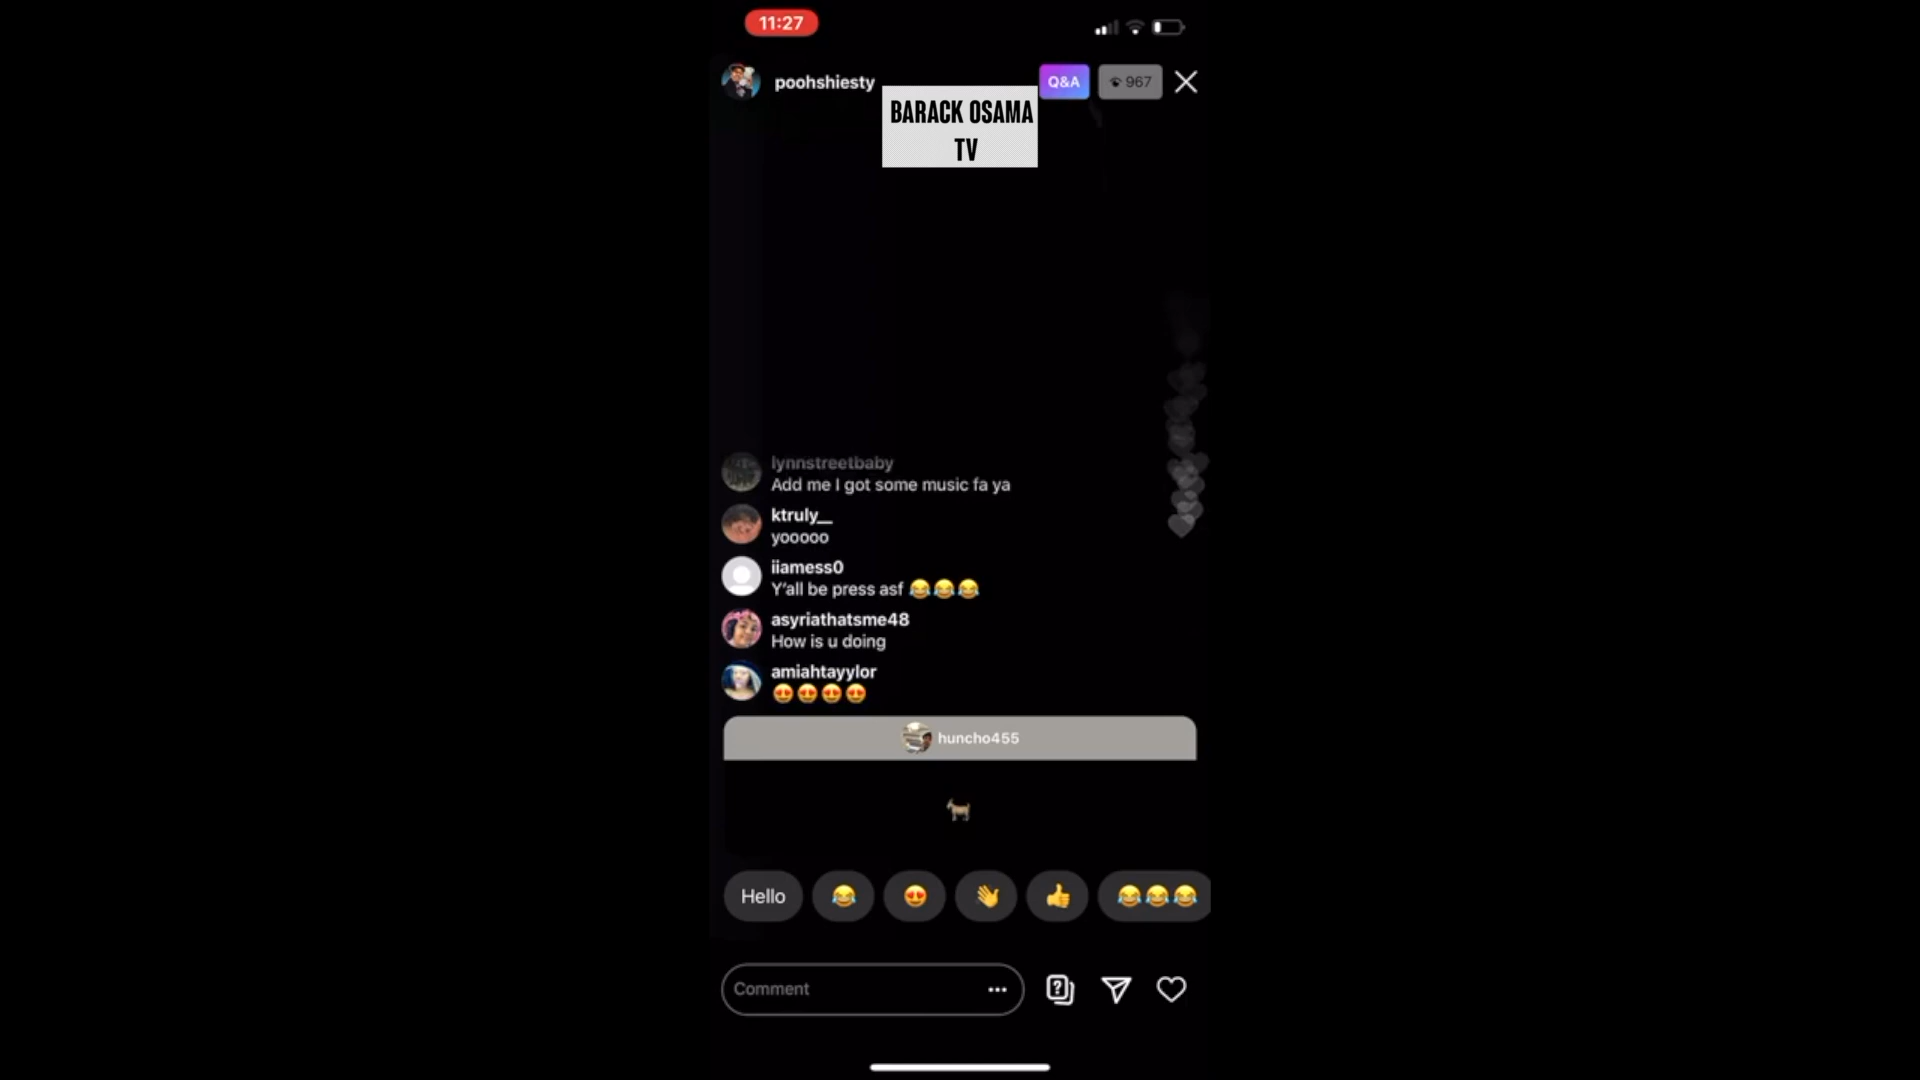 11:27
poohshiesty
Q&A
967
BARACK OSAMA
TV
lynnstreetbaby
Add me I got some music fa ya
ktruly__
yooooo
iiamess0
Y'all be press asf 😂😂😂
asyriathatsme48
How is u doing
amiahtayylor
😍😍😍😍
huncho455
🐐
Hello 😂 😍 👋 👍 😂😂😂
Comment